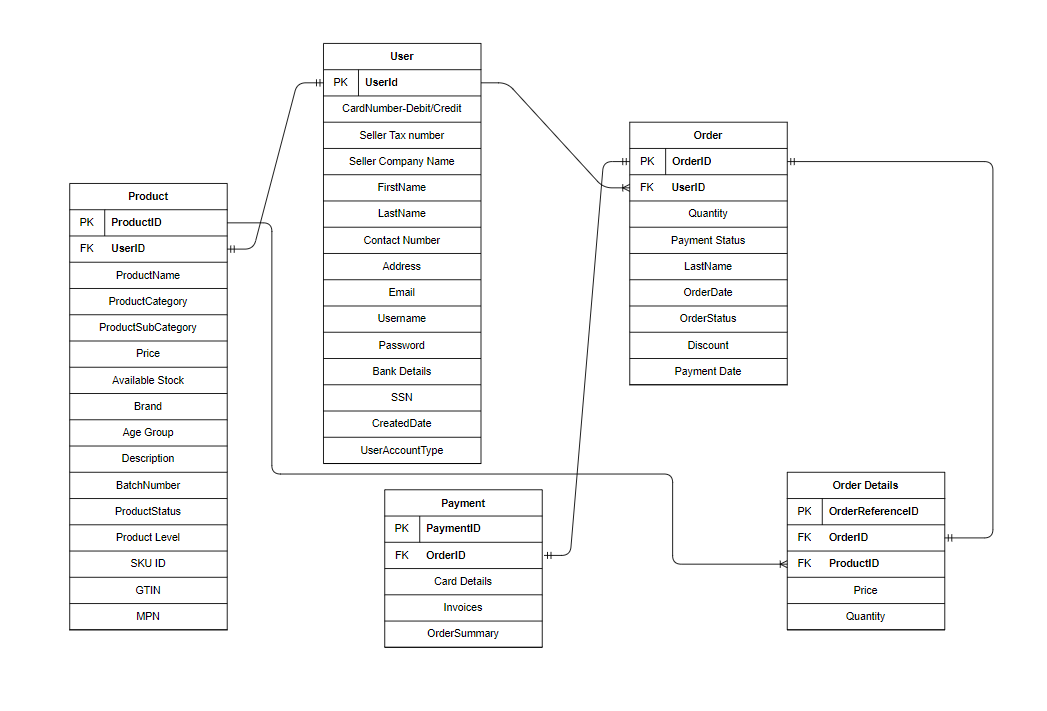 User
PK UserId
CardNumber-Debit/Credit
Seller Tax number
Seller Company Name
FirstName
LastName
Contact Number
Address
Email
Username
Password
Bank Details
SSN
CreatedDate
UserAccountType
Order
PK OrderID
FK UserID
Quantity
Payment Status
LastName
OrderDate
OrderStatus
Discount
Payment Date
Product
PK ProductID
FK UserID
ProductName
ProductCategory
ProductSubCategory
Price
Available Stock
Brand
Age Group
Description
BatchNumber
ProductStatus
Product Level
SKU ID
GTIN
MPN
Payment
PK PaymentID
FK OrderID
Card Details
Invoices
OrderSummary
Order Details
PK OrderReferenceID
FK OrderID
FK ProductID
Price
Quantity